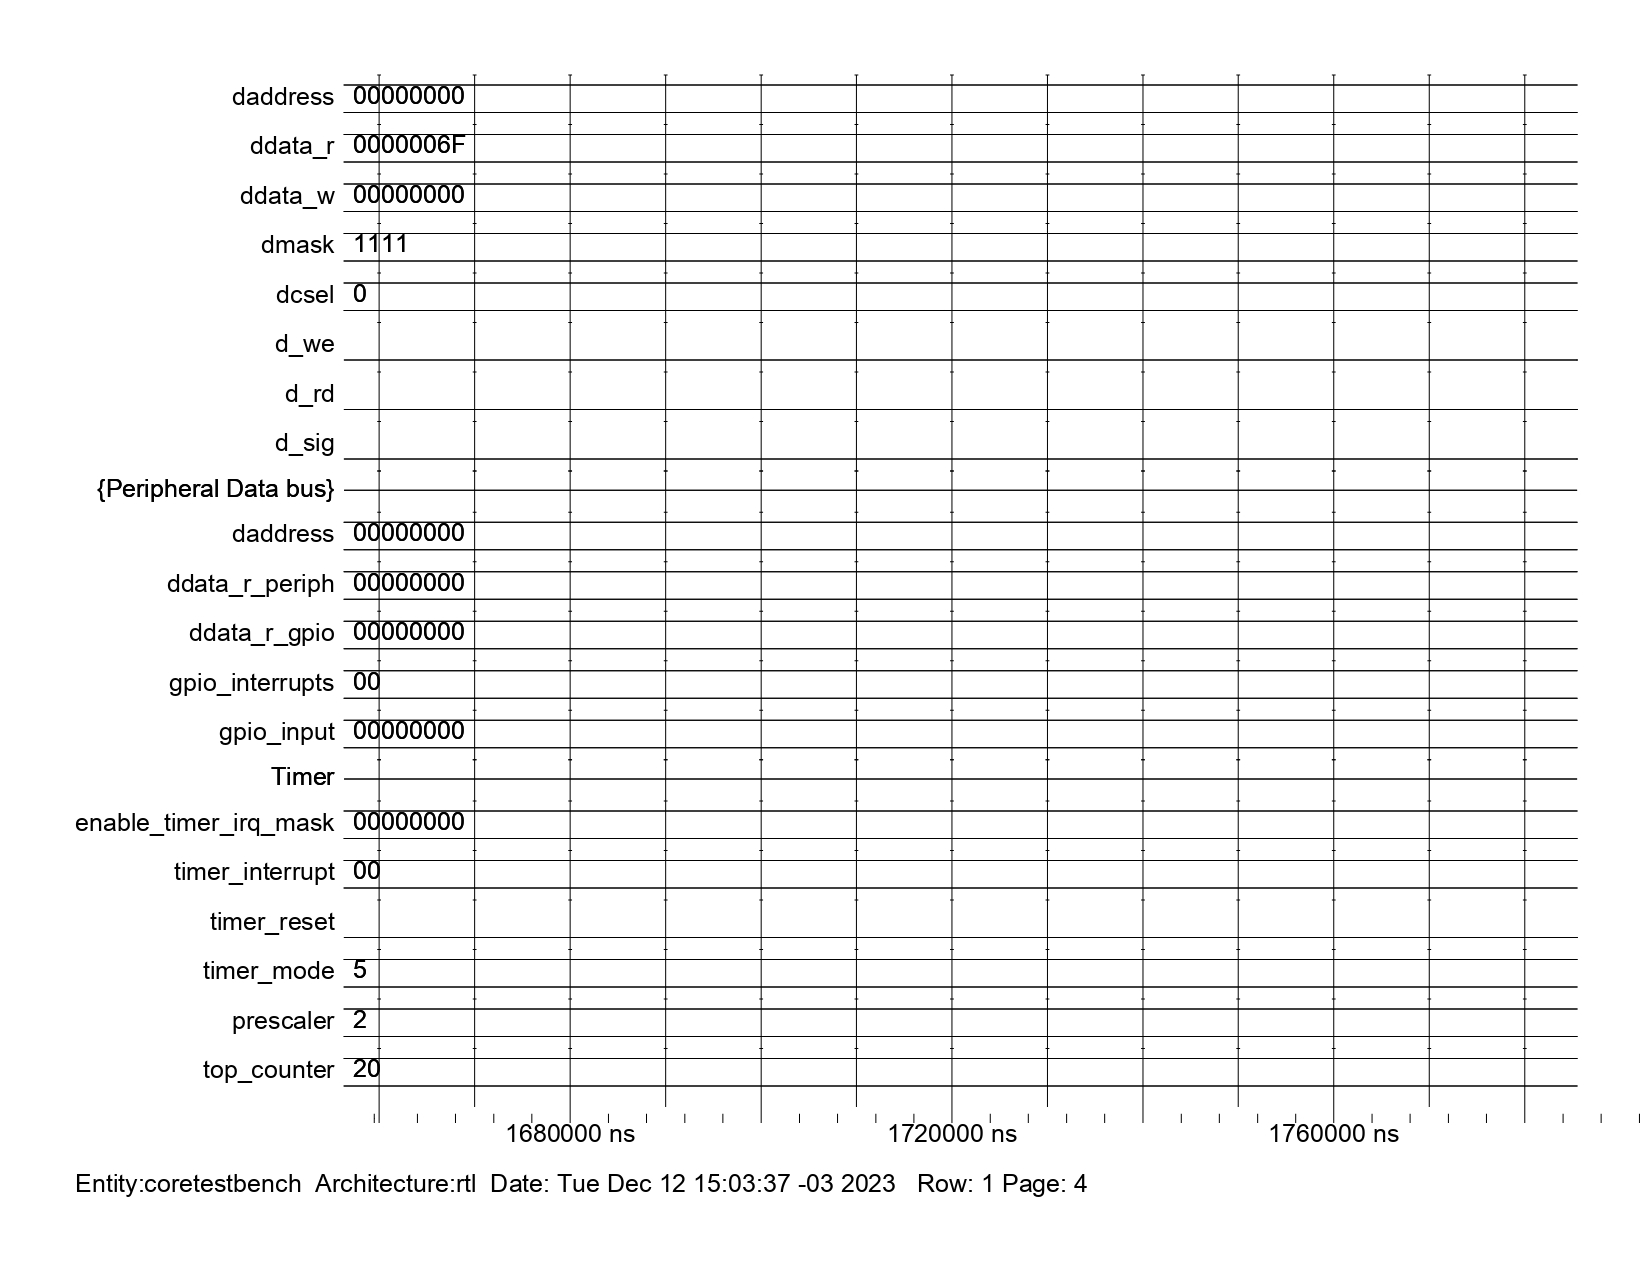 daddress 00000000
ddata_r 0000006F
ddata_w 00000000
dmask 1111
dcsel 0
d_we
d_rd
d_sig
{Peripheral Data bus}
daddress 00000000
ddata_r_periph 00000000
ddata_r_gpio 00000000
gpio_interrupts 00
gpio_input 00000000
Timer
enable_timer_irq_mask 00000000
timer_interrupt 00
timer_reset
timer_mode 5
prescaler 2
top_counter 20
1680000 ns 1720000 ns 1760000 ns
Entity:coretestbench Architecture:rtl Date: Tue Dec 12 15:03:37 -03 2023 Row: 1 Page: 4